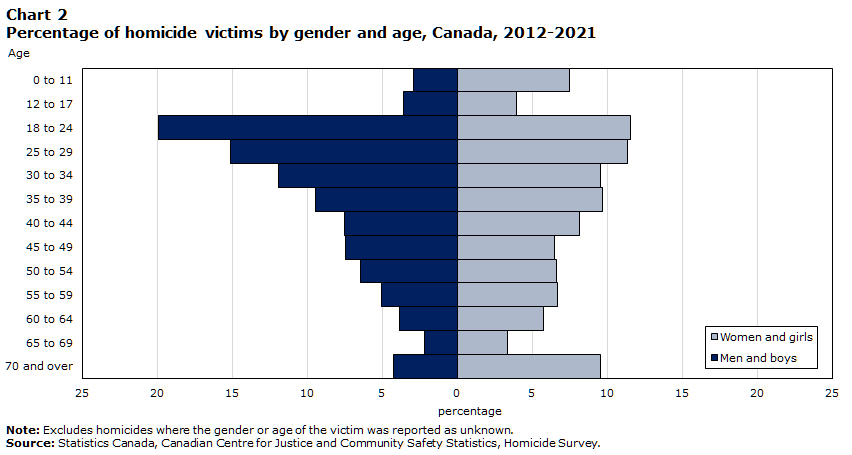 Chart 2
Percentage of homicide victims by gender and age, Canada, 2012-2021
Age
0 to 11
12 to 17
18 to 24
25 to 29
30 to 34
35 to 39
40 to 44
45 to 49
50 to 54
55 to 59
60 to 64
65 to 69
70 and over
Women and girls
Men and boys
25 20 15 10 5 0 5 10 15 20 25
percentage
Note: Excludes homicides where the gender or age of the victim was reported as unknown.
Source: Statistics Canada, Canadian Centre for Justice and Community Safety Statistics, Homicide Survey.